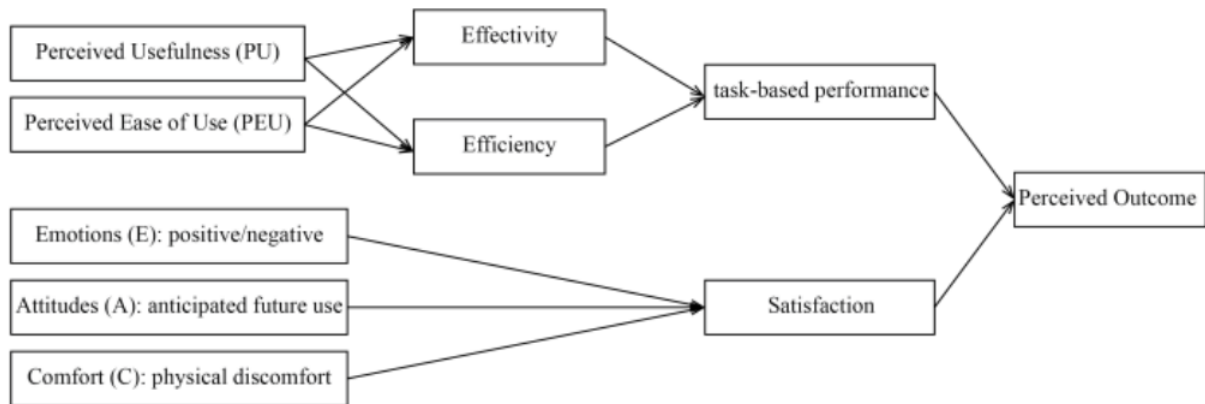 Perceived Usefulness (PU)
Perceived Ease of Use (PEU)
Effectivity
Efficiency
task-based performance
Perceived Outcome
Emotions (E): positive/negative
Attitudes (A): anticipated future use
Comfort (C): physical discomfort
Satisfaction